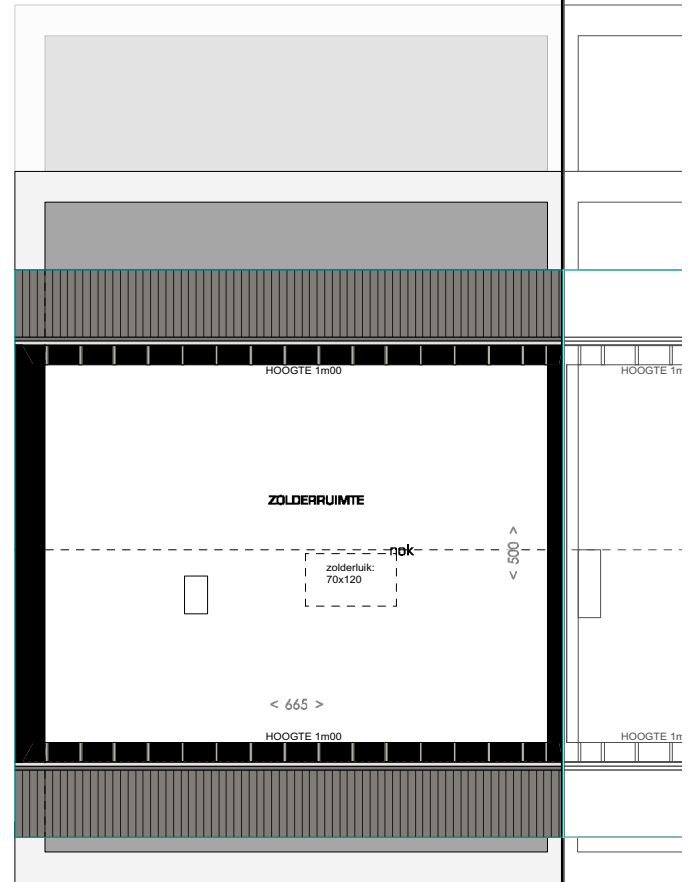 HOOGTE 1m00
HOOGTE 1m
ZOLDERRUIMTE
nok
< 500 >
zolderluik:
70x120
< 665 >
HOOGTE 1m00
HOOGTE 1m